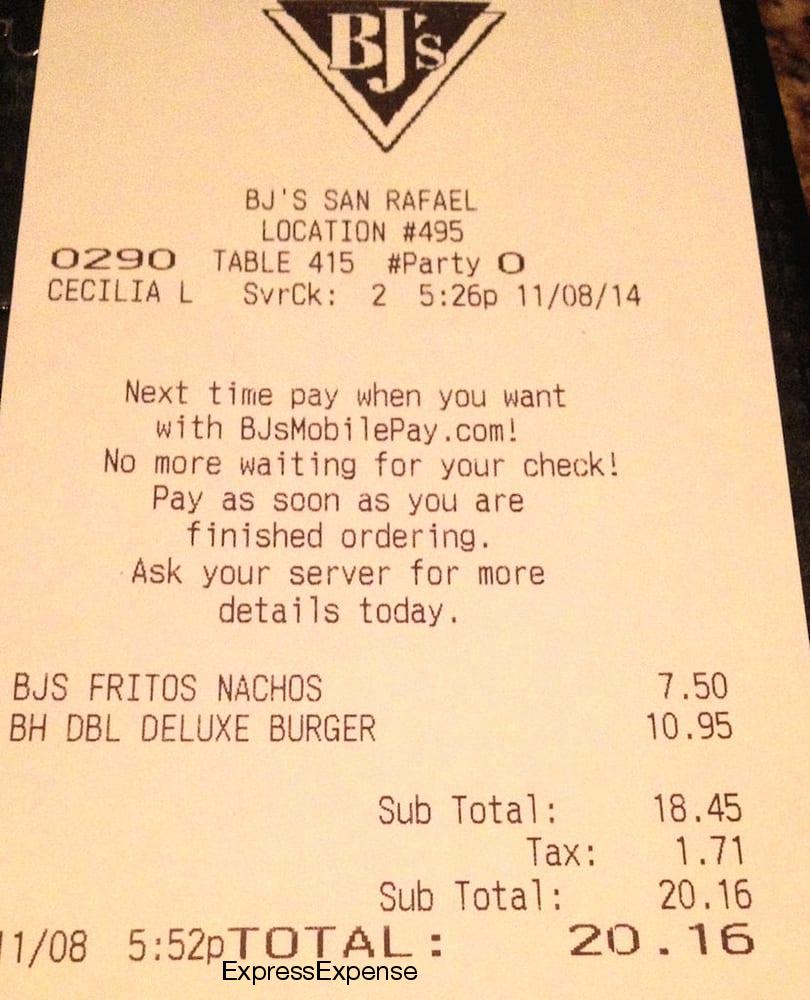 BJ's
BJ'S SAN RAFAEL
LOCATION #495
0290 TABLE 415 #Party 0
CECILIA L SvrCk: 2 5:26p 11/08/14
Next time pay when you want
with BJsMobilePay.com!
No more waiting for your check!
Pay as soon as you are
finished ordering.
Ask your server for more
details today.
BJS FRITOS NACHOS 7.50
BH DBL DELUXE BURGER 10.95
Sub Total: 18.45
Tax: 1.71
Sub Total: 20.16
11/08 5:52pTOTAL: 20.16
ExpressExpense